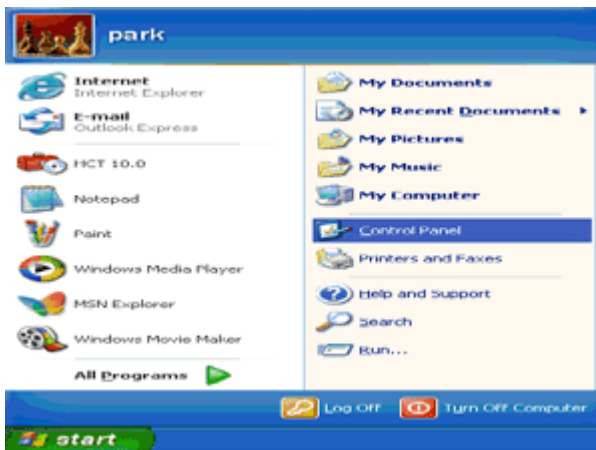 park
Internet
Internet Explorer
E-mail
Outlook Express
HCT 10.0
Notepad
Paint
Windows Media Player
MSN Explorer
Windows Movie Maker
All Programs
My Documents
My Recent Documents
My Pictures
My Music
My Computer
Control Panel
Printers and Faxes
Help and Support
Search
Run...
Log Off
Turn Off Computer
start